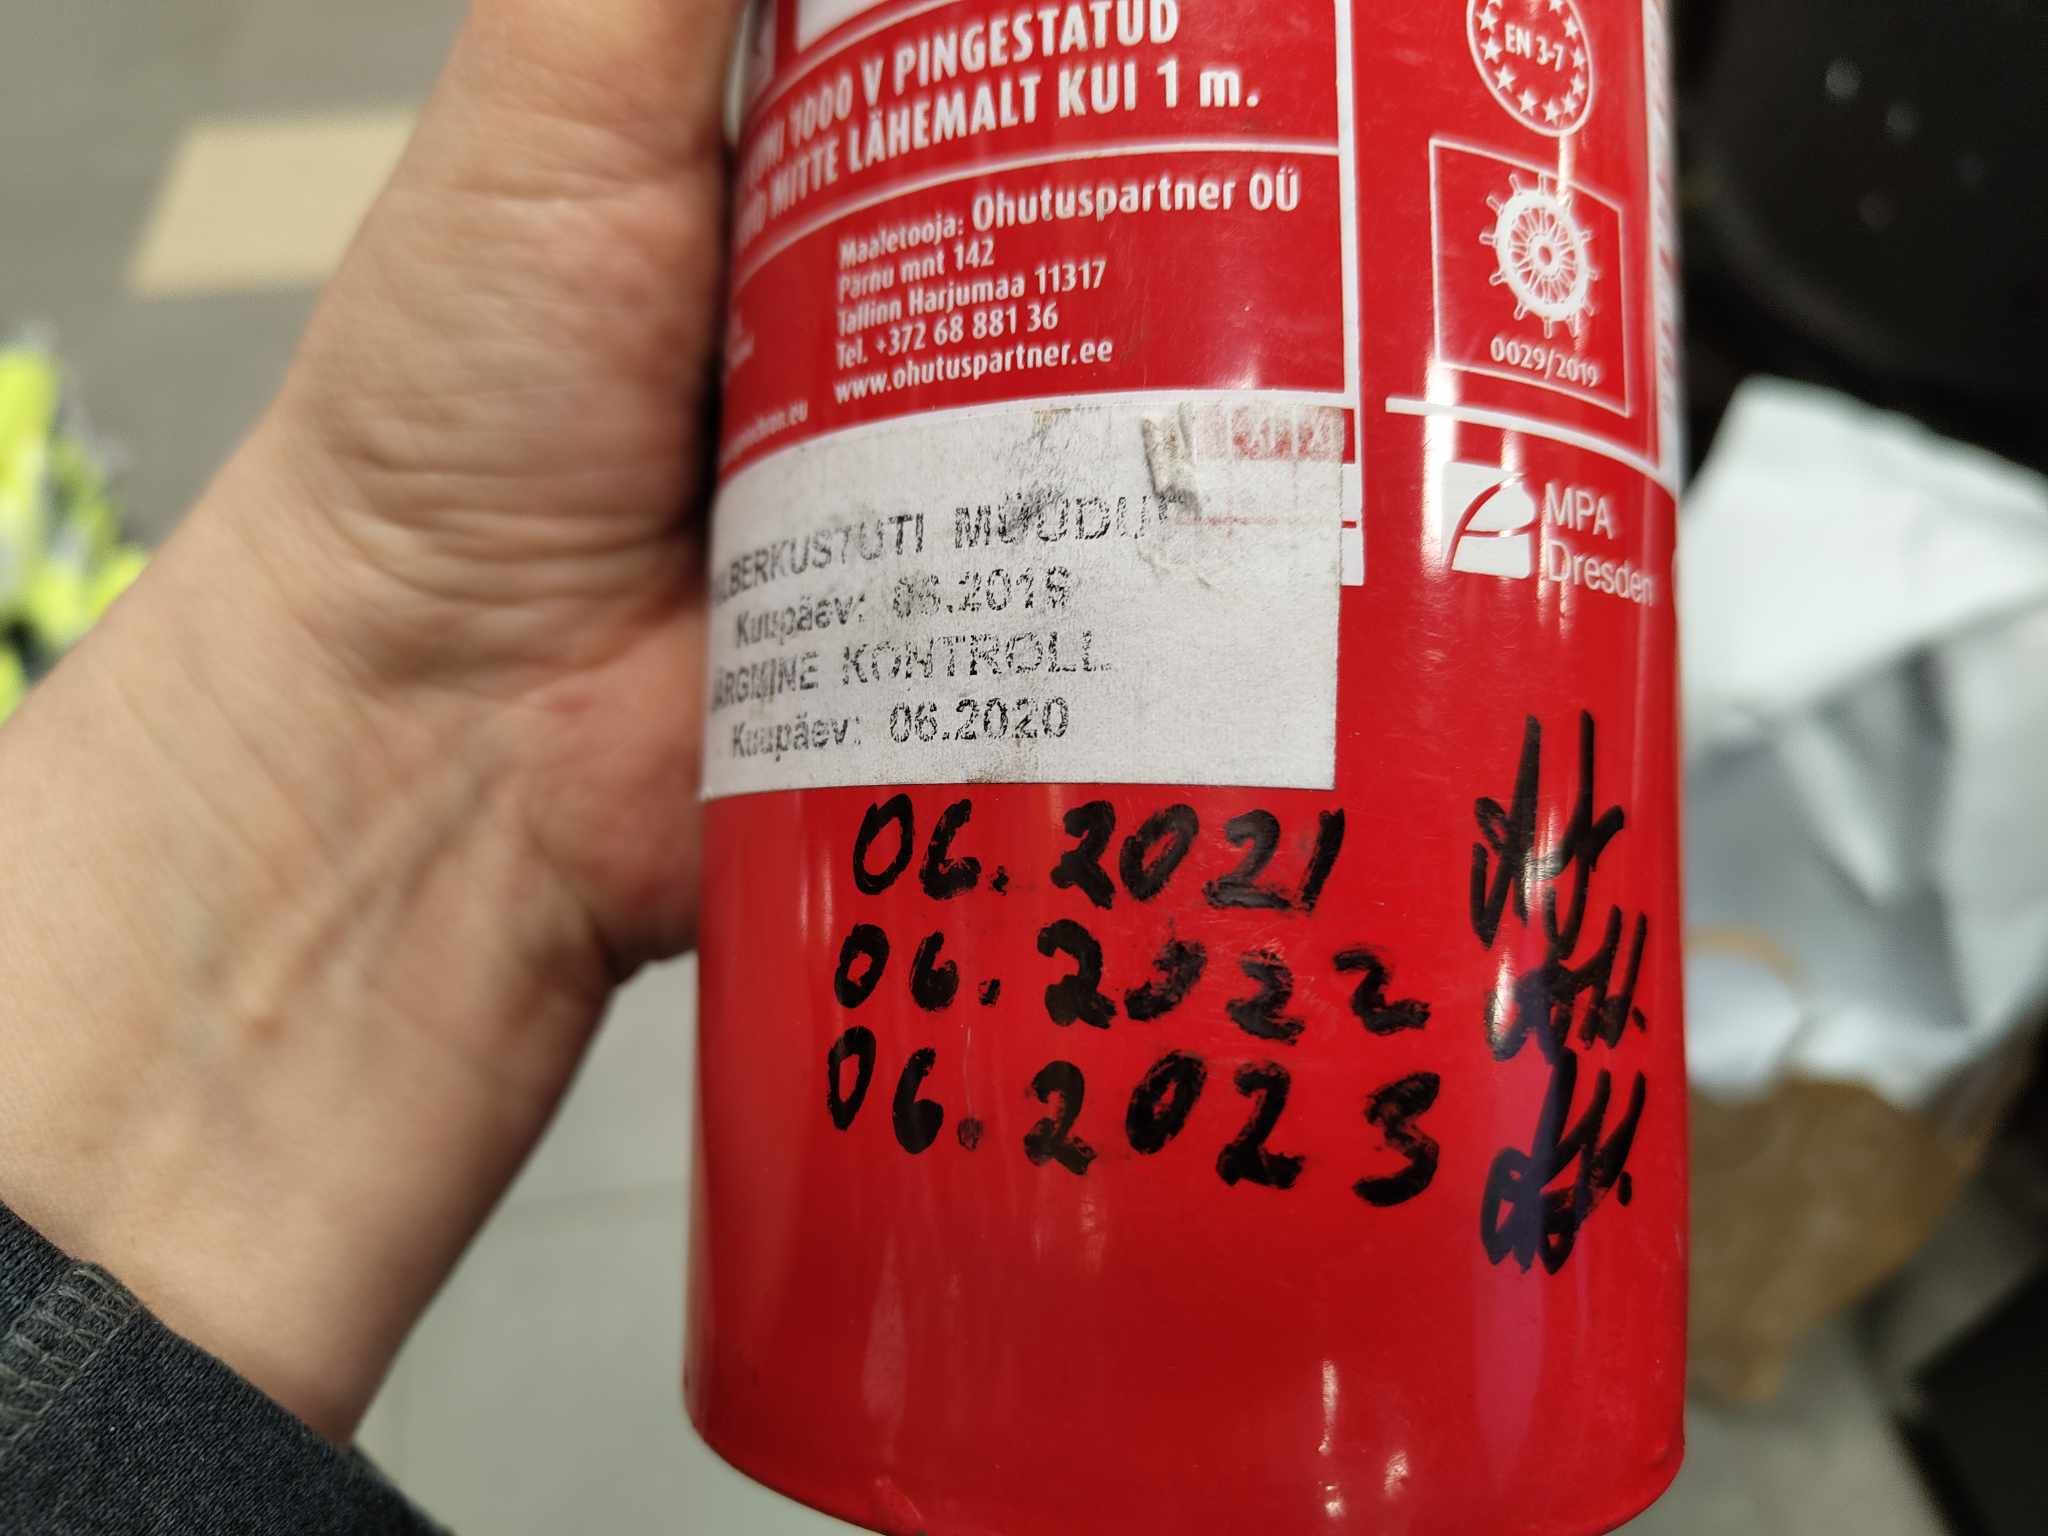 1000 V PINGESTATUD
MITTE LÄHEMALT KUI 1 m.
Maaletooja: Ohutuspartner OÜ
Pärnu mnt 142
Tallinn Harjumaa 11317
Tel. +372 68 881 36
www.ohutuspartner.ee
EN 3-7
0029/2019
MPA
Dresden
MÜÜDUD
Kuupäev: 06.2019
KONTROLL
Kuupäev: 06.2020
06.2021
06.2022
06.2023